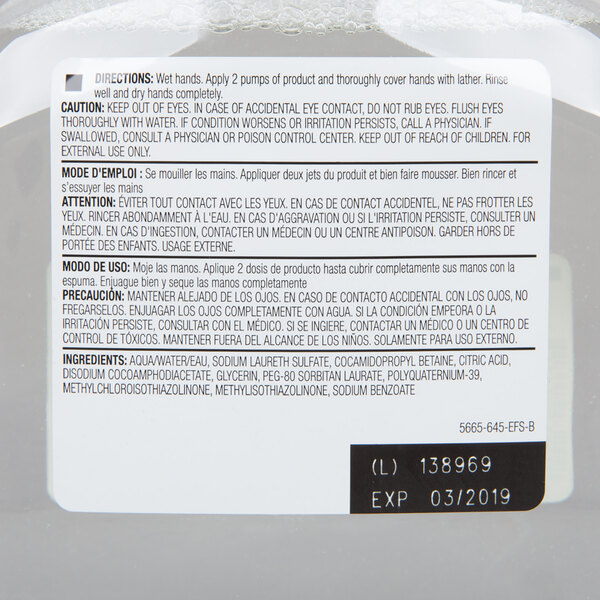 DIRECTIONS: Wet hands. Apply 2 pumps of product and thoroughly cover hands with lather. Rinse
well and dry hands completely.
CAUTION: KEEP OUT OF EYES. IN CASE OF ACCIDENTAL EYE CONTACT, DO NOT RUB EYES. FLUSH EYES
THOROUGHLY WITH WATER. IF CONDITION WORSENS OR IRRITATION PERSISTS, CALL A PHYSICIAN. IF
SWALLOWED, CONSULT A PHYSICIAN OR POISON CONTROL CENTER. KEEP OUT OF REACH OF CHILDREN. FOR
EXTERNAL USE ONLY.
MODE D'EMPLOI : Se mouiller les mains. Appliquer deux jets du produit et bien faire mousser. Bien rincer et
s'essuyer les mains
ATTENTION: ÉVITER TOUT CONTACT AVEC LES YEUX. EN CAS DE CONTACT ACCIDENTEL, NE PAS FROTTER LES
YEUX. RINCER ABONDAMMENT À L'EAU. EN CAS D'AGGRAVATION OU SI L'IRRITATION PERSISTE, CONSULTER UN
MÉDECIN. EN CAS D'INGESTION, CONTACTER UN MÉDECIN OU UN CENTRE ANTIPOISON. GARDER HORS DE
PORTÉE DES ENFANTS. USAGE EXTERNE.
MODO DE USO: Moje las manos. Aplique 2 dosis de producto hasta cubrir completamente sus manos con la
espuma. Enjuague bien y seque las manos completamente
PRECAUCIÓN: MANTENER ALEJADO DE LOS OJOS. EN CASO DE CONTACTO ACCIDENTAL CON LOS OJOS, NO
FREGARSELOS. ENJUAGAR LOS OJOS COMPLETAMENTE CON AGUA. SI LA CONDICIÓN EMPEORA O LA
IRRITACIÓN PERSISTE, CONSULTAR CON EL MÉDICO. SI SE INGIERE, CONTACTAR UN MÉDICO O UN CENTRO DE
CONTROL DE TÓXICOS. MANTENER FUERA DEL ALCANCE DE LOS NIÑOS. SOLAMENTE PARA USO EXTERNO.
INGREDIENTS: AQUA/WATER/EAU, SODIUM LAURETH SULFATE, COCAMIDOPROPYL BETAINE, CITRIC ACID,
DISODIUM COCOAMPHODIACETATE, GLYCERIN, PEG-80 SORBITAN LAURATE, POLYQUATERNIUM-39,
METHYLCHLOROISOTHIAZOLINONE, METHYLISOTHIAZOLINONE, SODIUM BENZOATE
5665-645-EFS-B
(L) 138969
EXP 03/2019